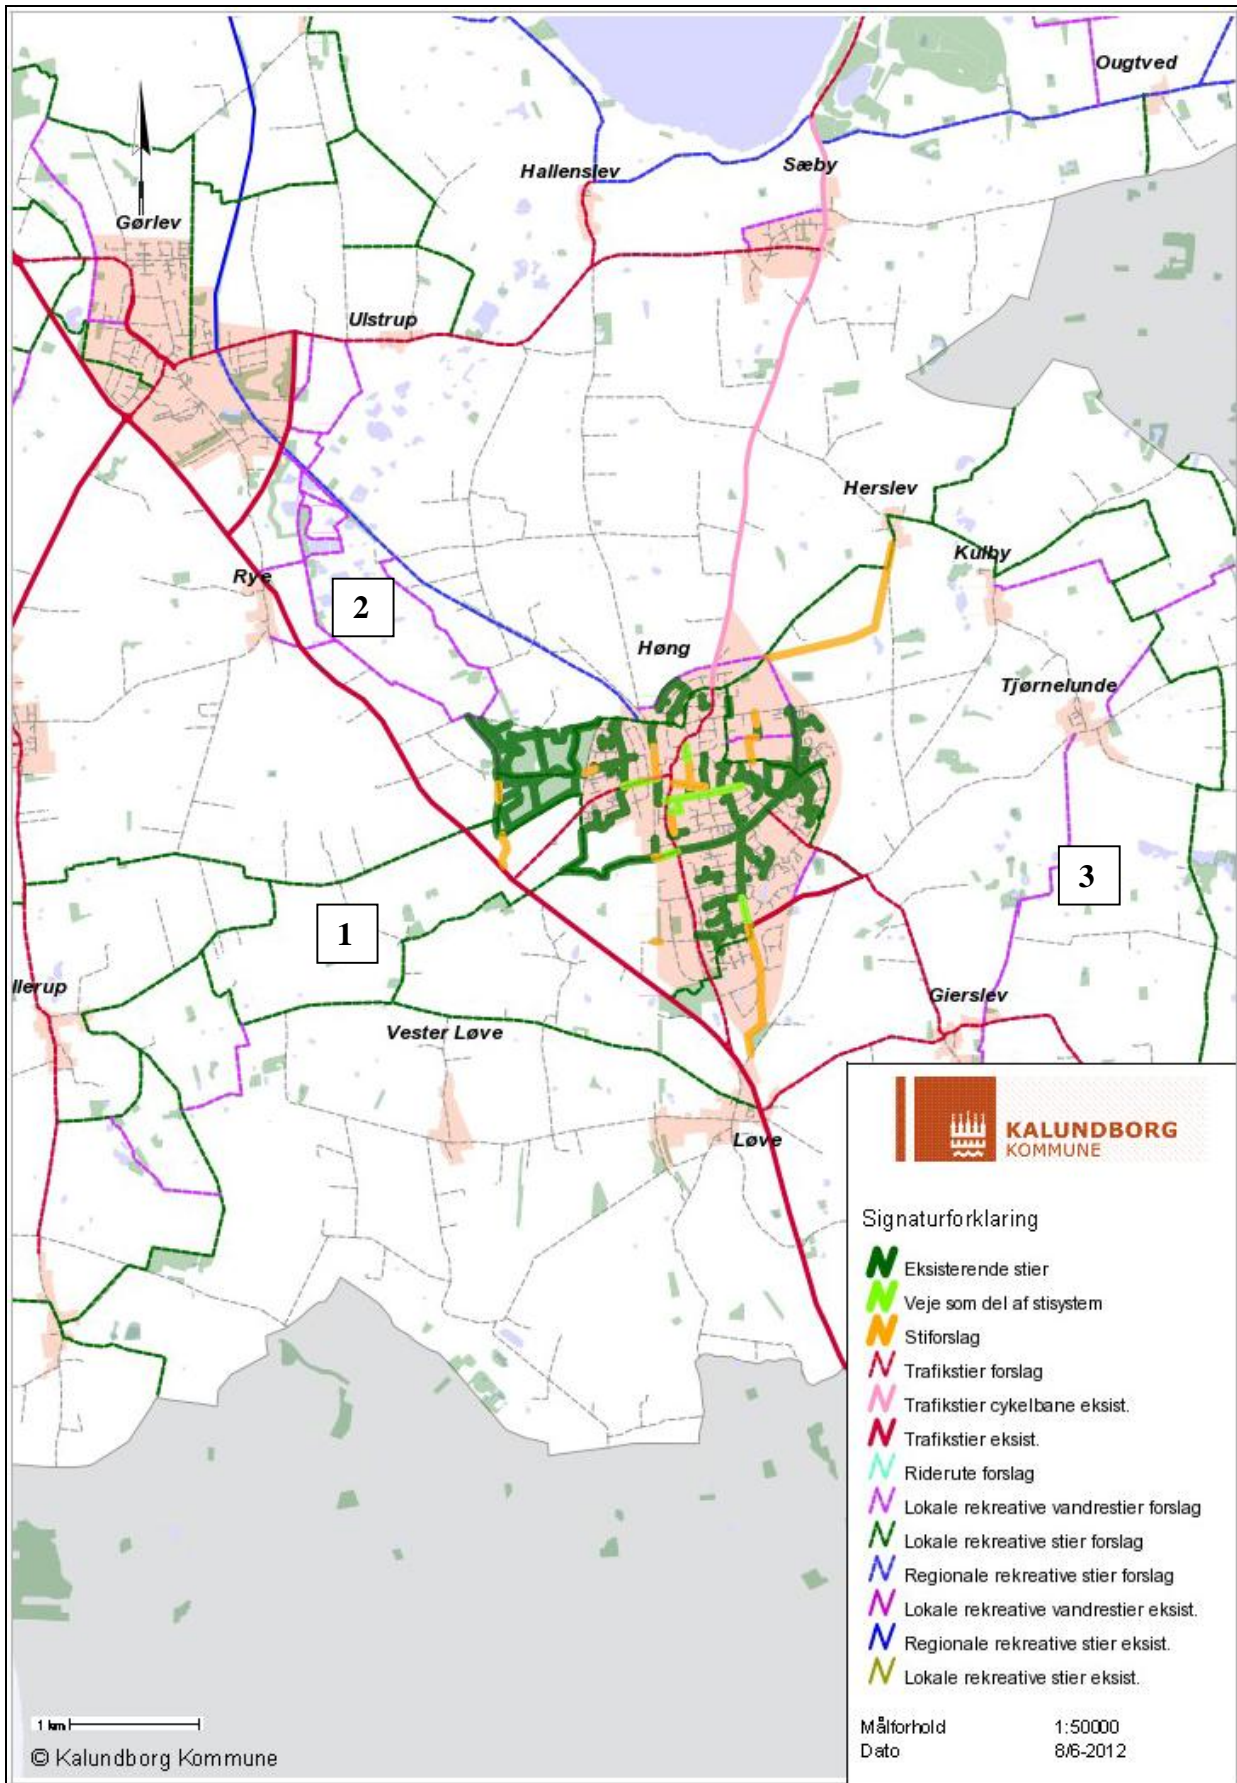 Ougtved
Hallenslev
Sæby
Gørlev
Ulstrup
Herslev
Kulby
Rye
2
Høng
Tjørnelunde
3
1
llerup
Gierslev
Vester Løve
Løve
KALUNDBORG
KOMMUNE
Signaturforklaring
Eksisterende stier
Veje som del af stisystem
Stiforslag
Trafikstier forslag
Trafikstier cykelbane eksist.
Trafikstier eksist.
Riderute forslag
Lokale rekreative vandrestier forslag
Lokale rekreative stier forslag
Regionale rekreative stier forslag
Lokale rekreative vandrestier eksist.
Regionale rekreative stier eksist.
Lokale rekreative stier eksist.
Målforhold 1:50000
Dato 8/6-2012
1 km
© Kalundborg Kommune